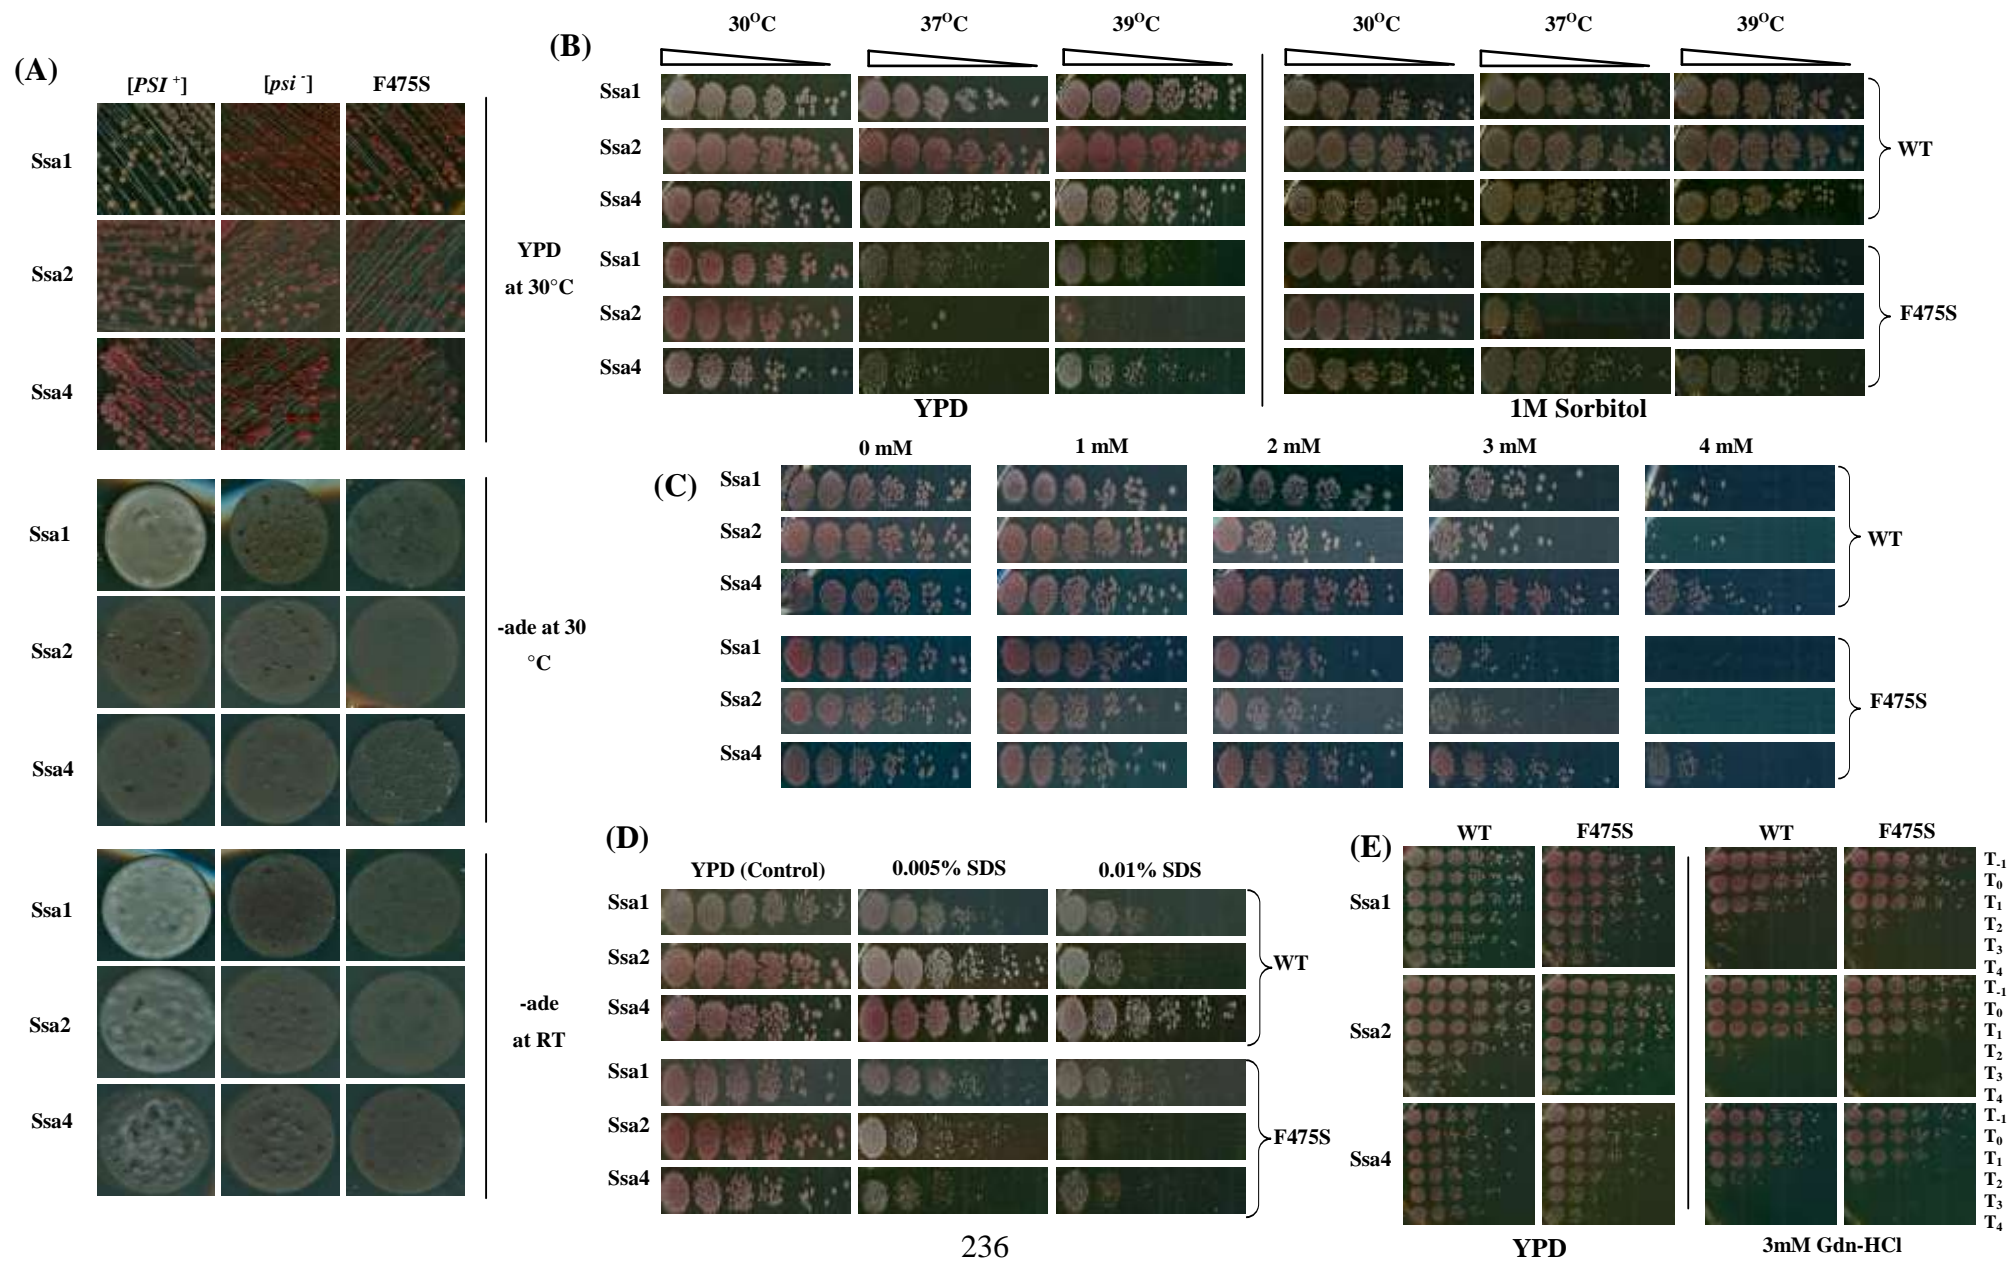 (A)
[PSI +] [psi -] F475S
Ssa1
Ssa2
Ssa4
YPD
at 30°C
Ssa1
Ssa2
Ssa4
-ade at 30
°C
Ssa1
Ssa2
Ssa4
-ade
at RT
(B)
30°C 37°C 39°C 30°C 37°C 39°C
Ssa1
Ssa2
Ssa4
WT
Ssa1
Ssa2
Ssa4
F475S
YPD 1M Sorbitol
(C)
0 mM 1 mM 2 mM 3 mM 4 mM
Ssa1
Ssa2
Ssa4
WT
Ssa1
Ssa2
Ssa4
F475S
(D)
YPD (Control) 0.005% SDS 0.01% SDS
Ssa1
Ssa2
Ssa4
WT
Ssa1
Ssa2
Ssa4
F475S
(E)
WT F475S WT F475S
Ssa1
T-1
T0
T1
T2
T3
T4
Ssa2
T-1
T0
T1
T2
T3
T4
Ssa4
T-1
T0
T1
T2
T3
T4
YPD 3mM Gdn-HCl
236